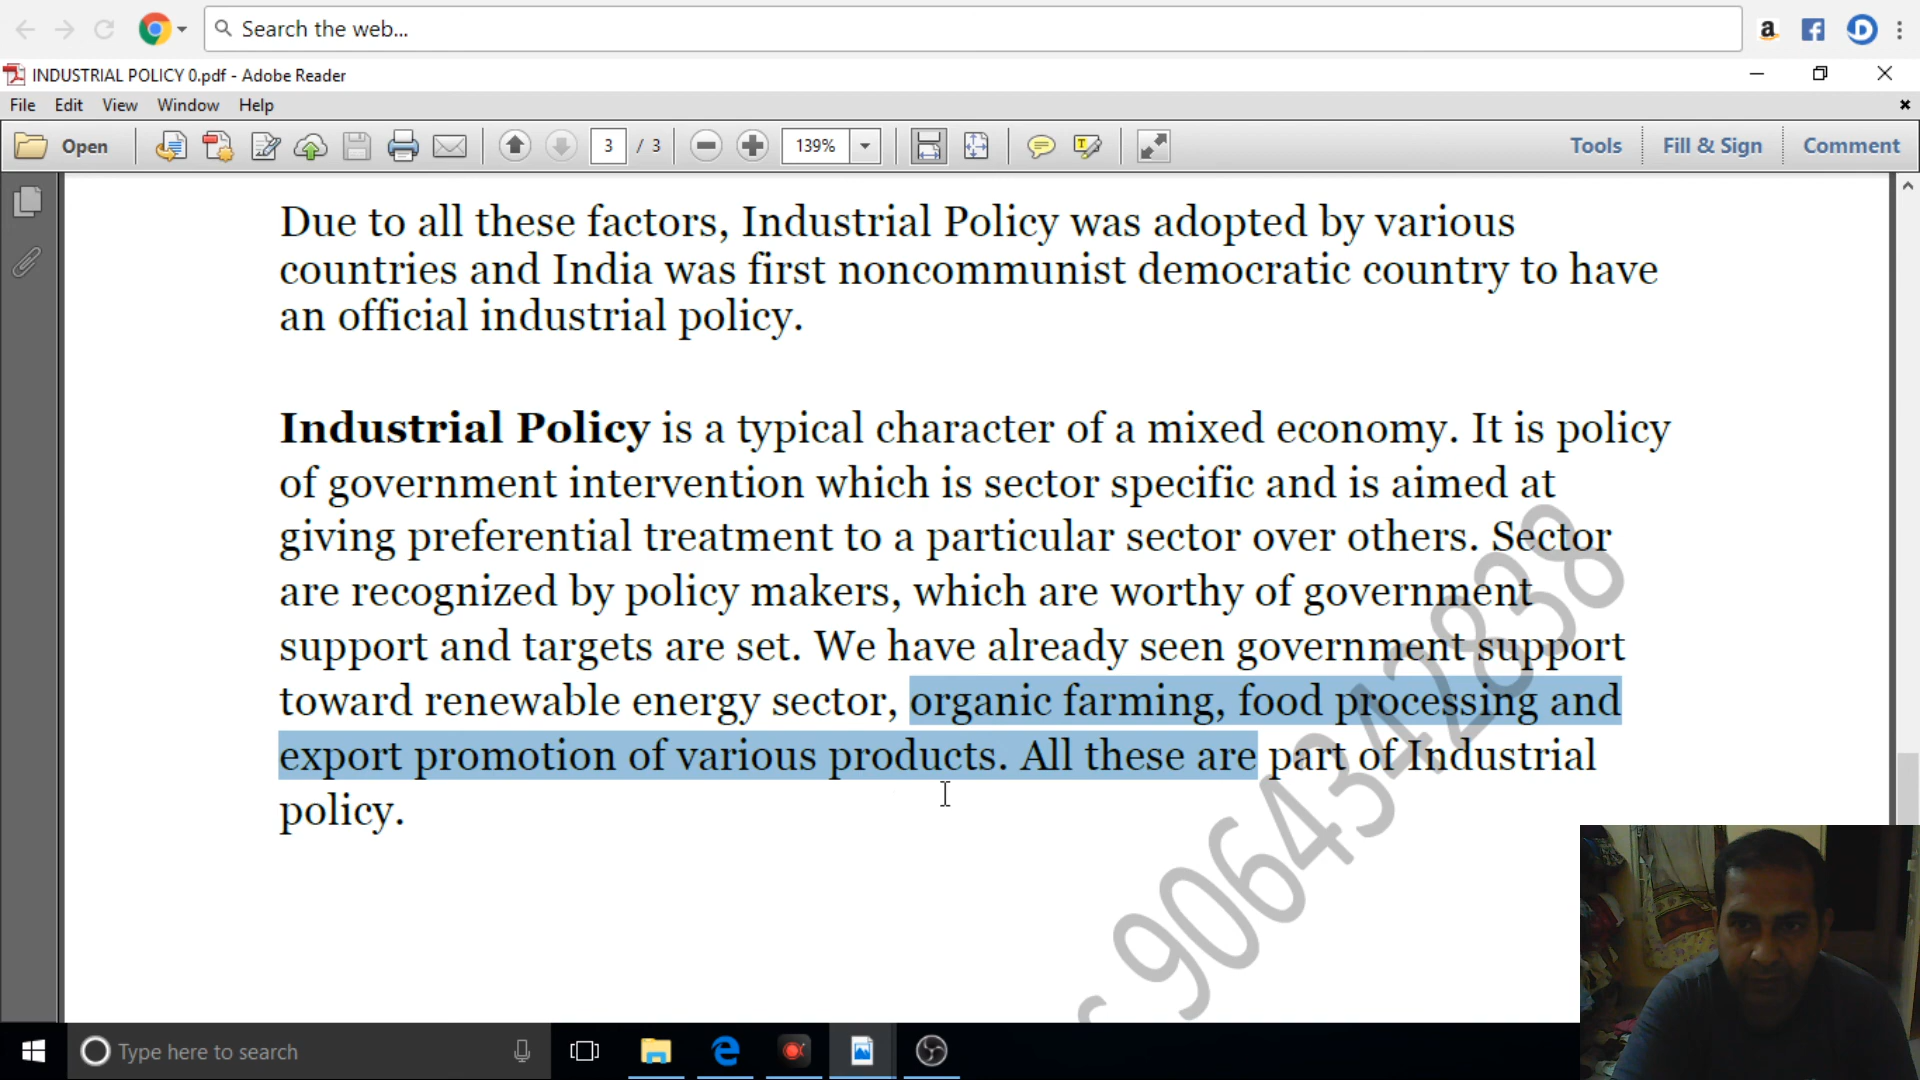 Search the web...
a
f
D
INDUSTRIAL POLICY 0.pdf - Adobe Reader
File Edit View Window Help
Open 3 / 3 139% Tools Fill & Sign Comment
Due to all these factors, Industrial Policy was adopted by various
countries and India was first noncommunist democratic country to have
an official industrial policy.
Industrial Policy is a typical character of a mixed economy. It is policy
of government intervention which is sector specific and is aimed at
giving preferential treatment to a particular sector over others. Sector
are recognized by policy makers, which are worthy of government
support and targets are set. We have already seen government support
toward renewable energy sector, organic farming, food processing and
export promotion of various products. All these are part of Industrial
policy.
9064342838
Type here to search